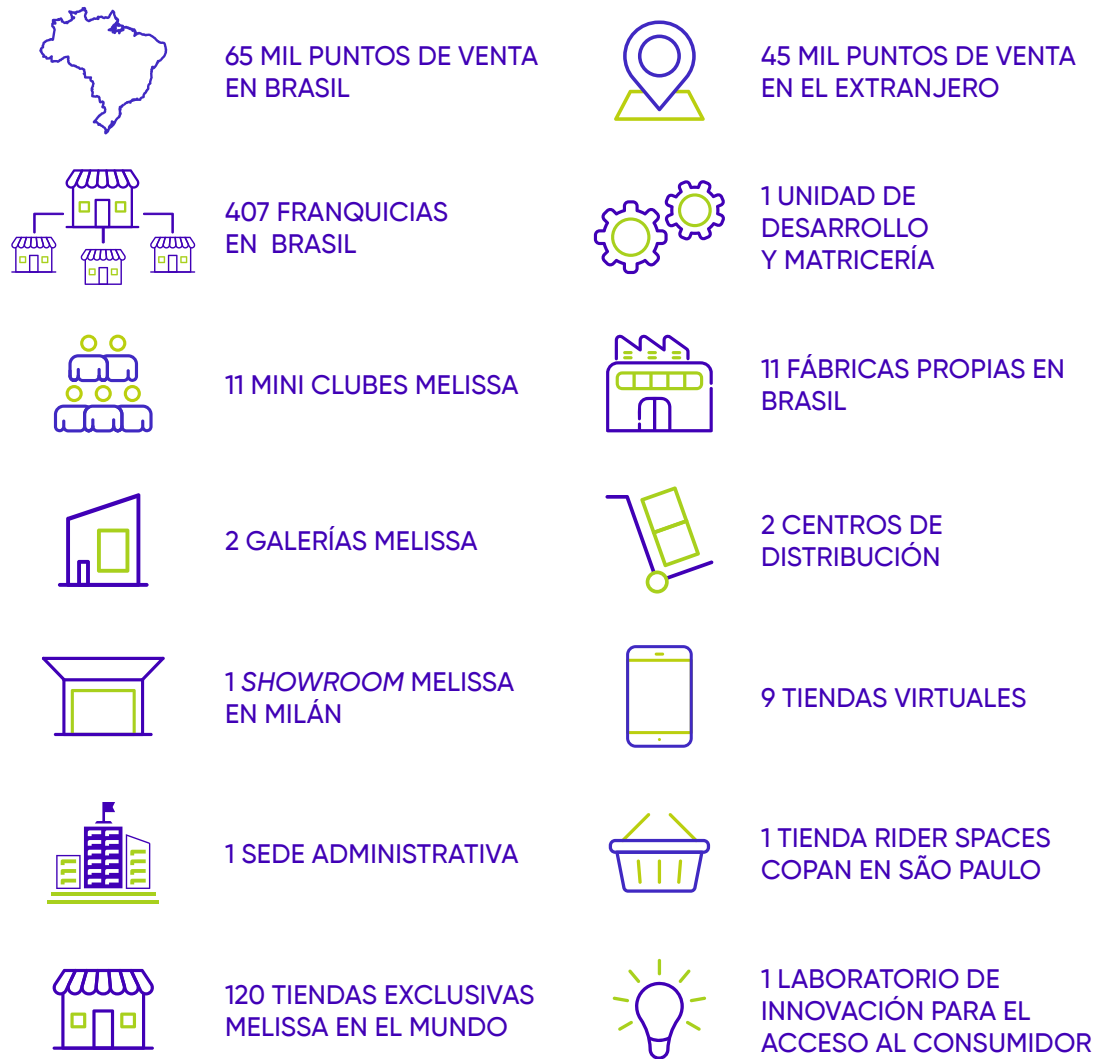 65 MIL PUNTOS DE VENTA
EN BRASIL
45 MIL PUNTOS DE VENTA
EN EL EXTRANJERO
407 FRANQUICIAS
EN BRASIL
1 UNIDAD DE
DESARROLLO
Y MATRICERÍA
11 MINI CLUBES MELISSA
11 FÁBRICAS PROPIAS EN
BRASIL
2 GALERÍAS MELISSA
2 CENTROS DE
DISTRIBUCIÓN
1 SHOWROOM MELISSA
EN MILÁN
9 TIENDAS VIRTUALES
1 SEDE ADMINISTRATIVA
1 TIENDA RIDER SPACES
COPAN EN SÃO PAULO
120 TIENDAS EXCLUSIVAS
MELISSA EN EL MUNDO
1 LABORATORIO DE
INNOVACIÓN PARA EL
ACCESO AL CONSUMIDOR